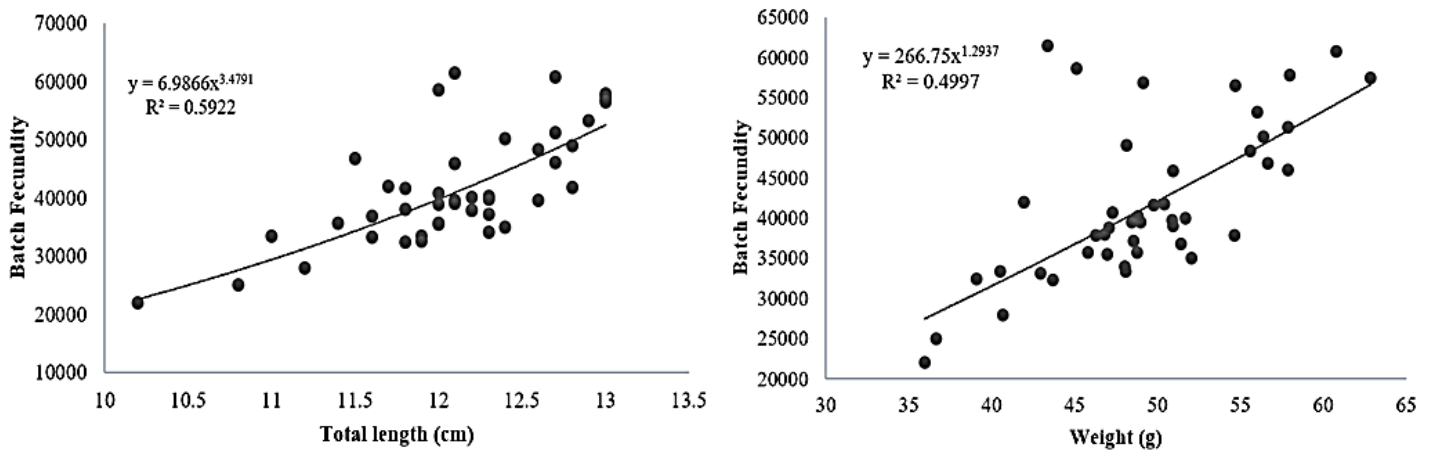 70000
60000
50000
40000
30000
20000
10000
Batch Fecundity
y = 6.9866x^3.4791
R² = 0.5922
10 10.5 11 11.5 12 12.5 13 13.5
Total length (cm)
65000
60000
55000
50000
45000
40000
35000
30000
25000
20000
Batch Fecundity
y = 266.75x^1.2937
R² = 0.4997
30 35 40 45 50 55 60 65
Weight (g)